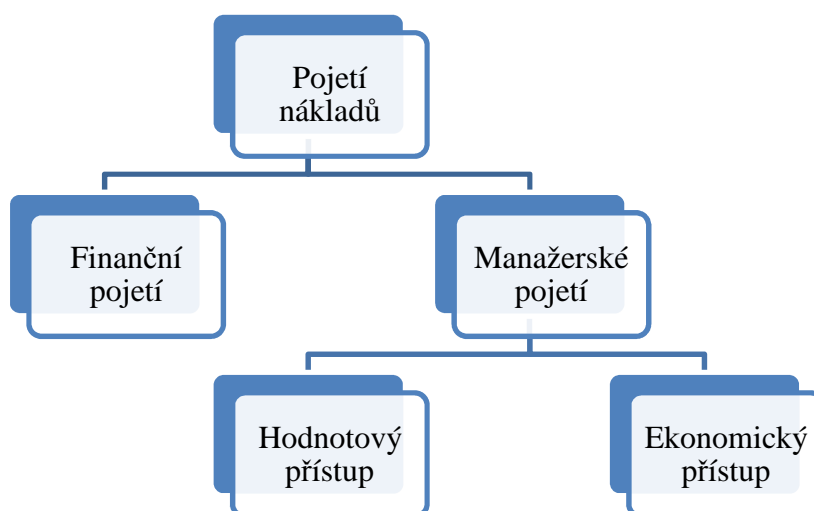 Pojetí
nákladů
Finanční
pojetí
Manažerské
pojetí
Hodnotový
přístup
Ekonomický
přístup